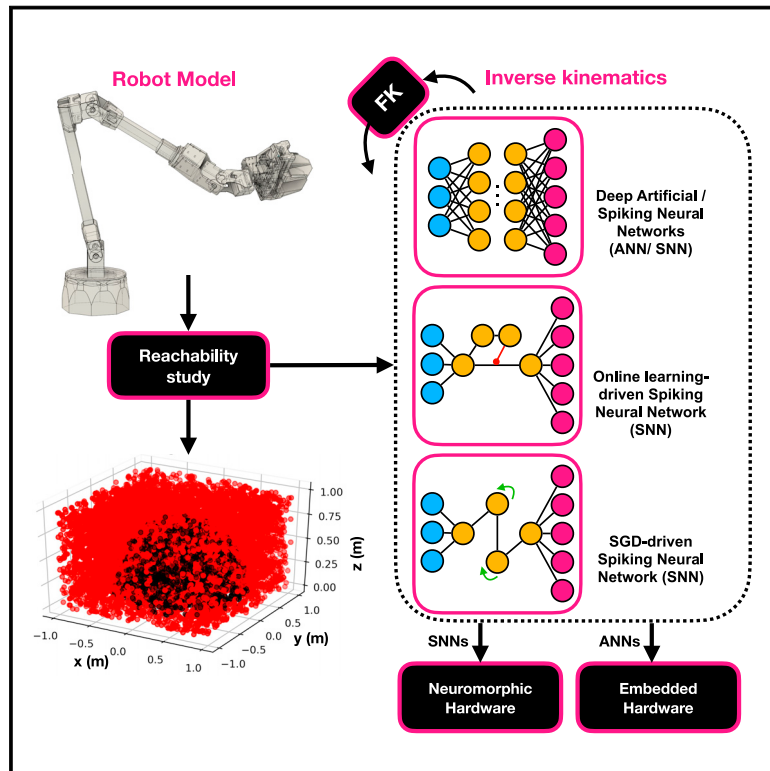 Robot Model
FK
Inverse kinematics
Deep Artificial /
Spiking Neural
Networks
(ANN/ SNN)
Reachability
study
Online learning-
driven Spiking
Neural Network
(SNN)
SGD-driven
Spiking Neural
Network (SNN)
1.00
0.75
0.50
0.25
0.00
z (m)
-1.0
-0.5
0.0
0.5
1.0
x (m)
-1.0
-0.5
0.0
0.5
1.0
y (m)
SNNs
ANNs
Neuromorphic
Hardware
Embedded
Hardware